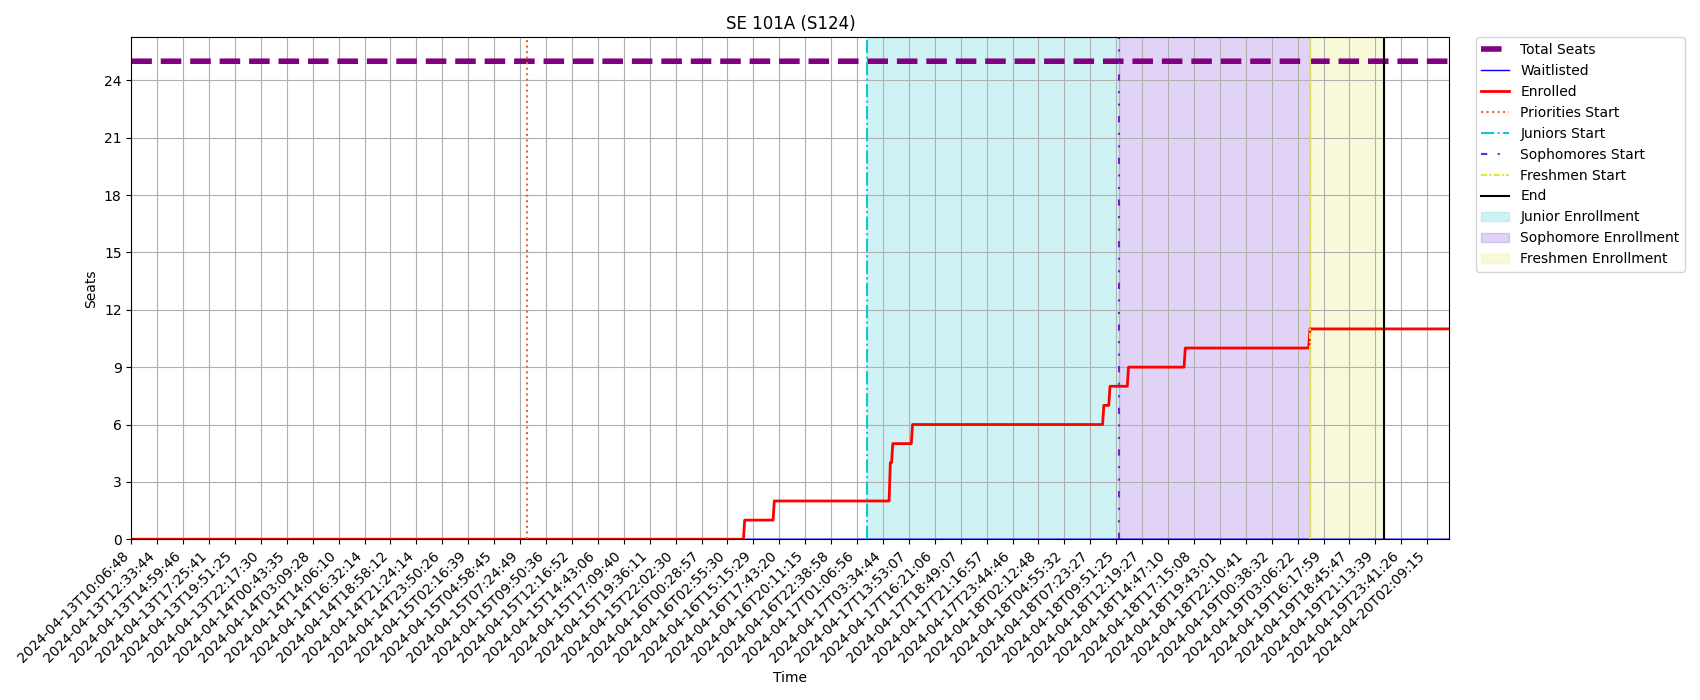 SE 101A (S124)
Total Seats
Waitlisted
Enrolled
Priorities Start
Juniors Start
Sophomores Start
Freshmen Start
End
Junior Enrollment
Sophomore Enrollment
Freshmen Enrollment
Seats
24
21
18
15
12
9
6
3
0
2024-04-13T10:06:48
2024-04-13T12:33:44
2024-04-13T14:59:46
2024-04-13T17:25:41
2024-04-13T19:51:25
2024-04-13T22:17:30
2024-04-14T00:43:35
2024-04-14T03:09:28
2024-04-14T14:06:10
2024-04-14T16:32:14
2024-04-14T18:58:12
2024-04-14T21:24:14
2024-04-14T23:50:26
2024-04-15T02:16:39
2024-04-15T04:58:45
2024-04-15T07:24:49
2024-04-15T09:50:36
2024-04-15T12:16:52
2024-04-15T14:43:06
2024-04-15T17:09:40
2024-04-15T19:36:11
2024-04-15T22:02:30
2024-04-16T00:28:57
2024-04-16T02:55:30
2024-04-16T15:15:29
2024-04-16T17:43:20
2024-04-16T20:11:15
2024-04-16T22:38:58
2024-04-17T01:06:56
2024-04-17T03:34:44
2024-04-17T13:53:07
2024-04-17T16:21:06
2024-04-17T18:49:07
2024-04-17T21:16:57
2024-04-17T23:44:46
2024-04-18T02:12:48
2024-04-18T04:55:32
2024-04-18T07:23:27
2024-04-18T09:51:25
2024-04-18T12:19:27
2024-04-18T14:47:10
2024-04-18T17:15:08
2024-04-18T19:43:01
2024-04-18T22:10:41
2024-04-19T00:38:32
2024-04-19T03:06:22
2024-04-19T16:17:59
2024-04-19T18:45:47
2024-04-19T21:13:39
2024-04-19T23:41:26
2024-04-20T02:09:15
Time